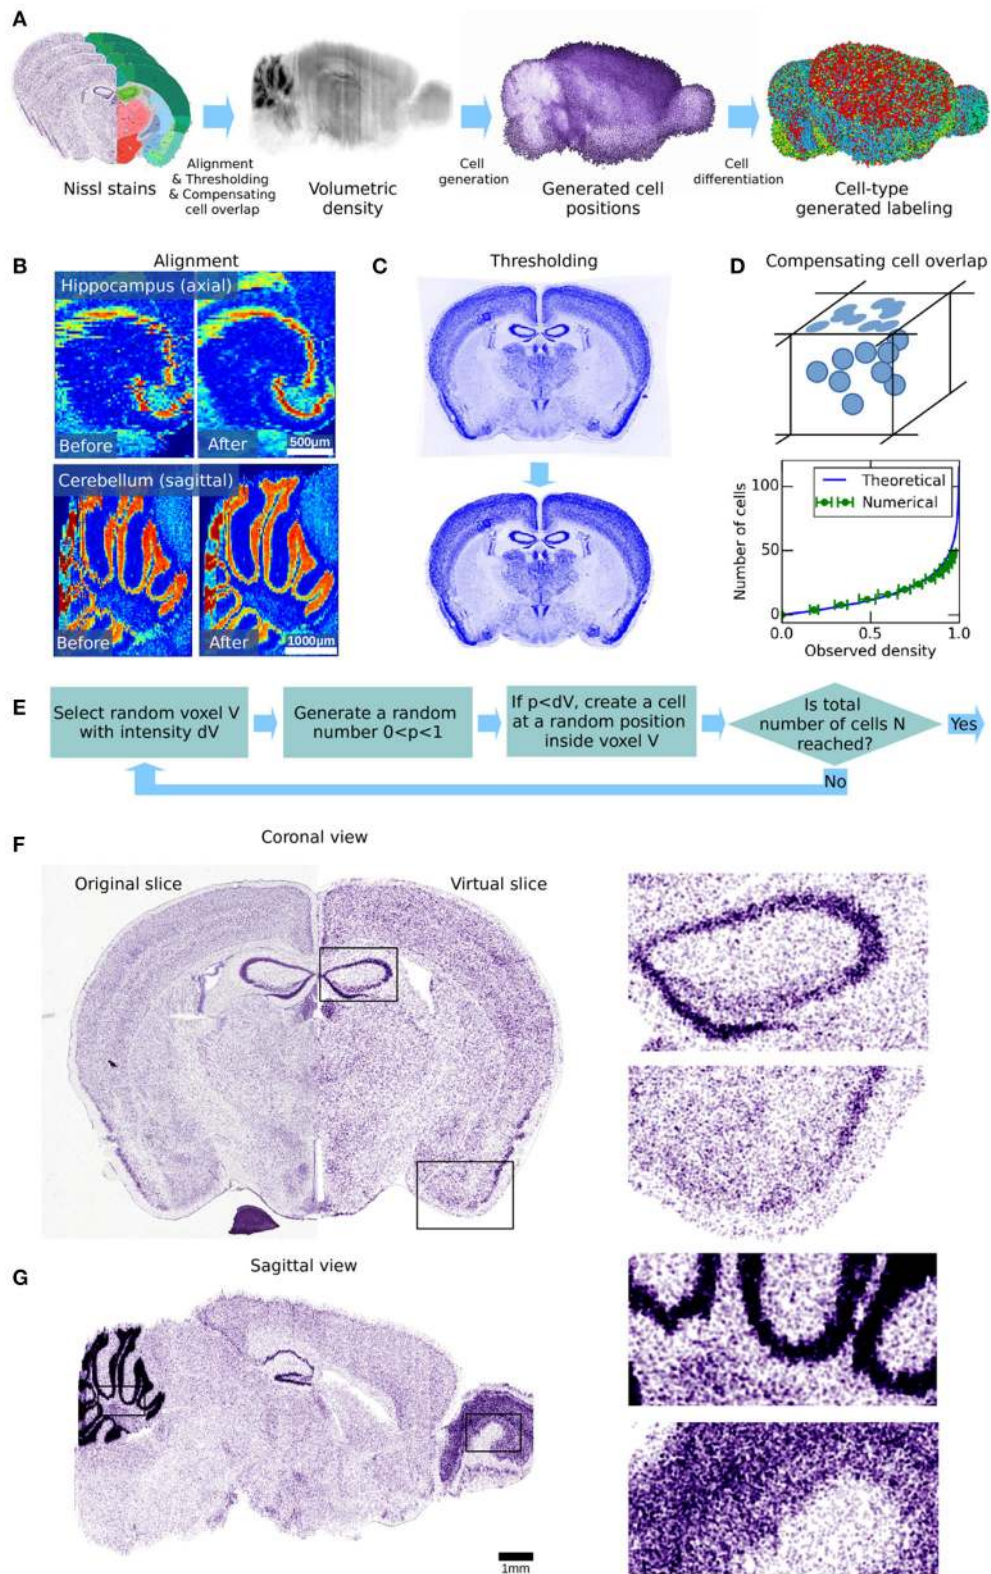 A
Nissl stains
Alignment
& Thresholding
& Compensating
cell overlap
Volumetric
density
Cell
generation
Generated cell
positions
Cell
differentiation
Cell-type
generated labeling
B
Alignment
Hippocampus (axial)
Before
After
500μm
Cerebellum (sagittal)
Before
After
1000μm
C
Thresholding
D
Compensating cell overlap
Number of cells
100
50
0
Theoretical
Numerical
0.0
0.5
1.0
Observed density
E
Select random voxel V
with intensity dV
Generate a random
number 0<p<1
If p<dV, create a cell
at a random position
inside voxel V
Is total
number of cells N
reached?
Yes
No
F
Coronal view
Original slice
Virtual slice
G
Sagittal view
1mm